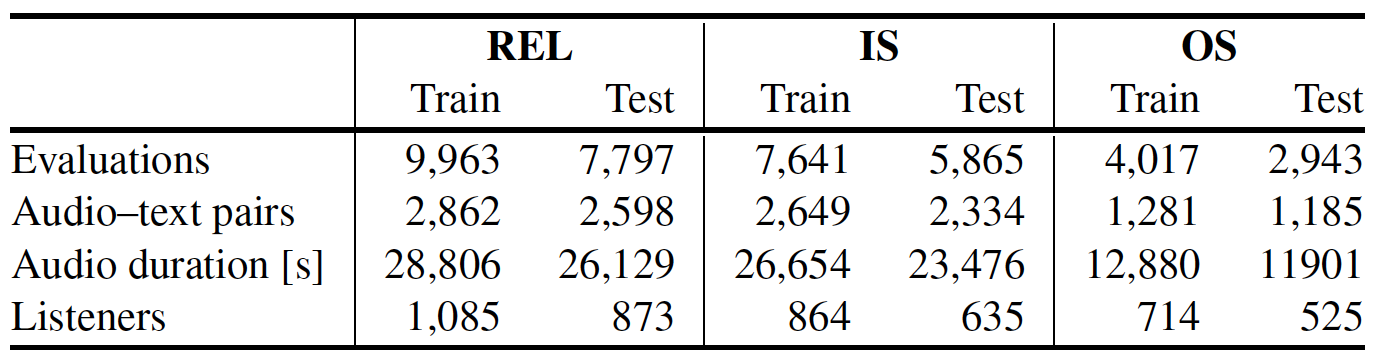 REL IS OS
Train Test Train Test Train Test
Evaluations 9,963 7,797 7,641 5,865 4,017 2,943
Audio–text pairs 2,862 2,598 2,649 2,334 1,281 1,185
Audio duration [s] 28,806 26,129 26,654 23,476 12,880 11901
Listeners 1,085 873 864 635 714 525